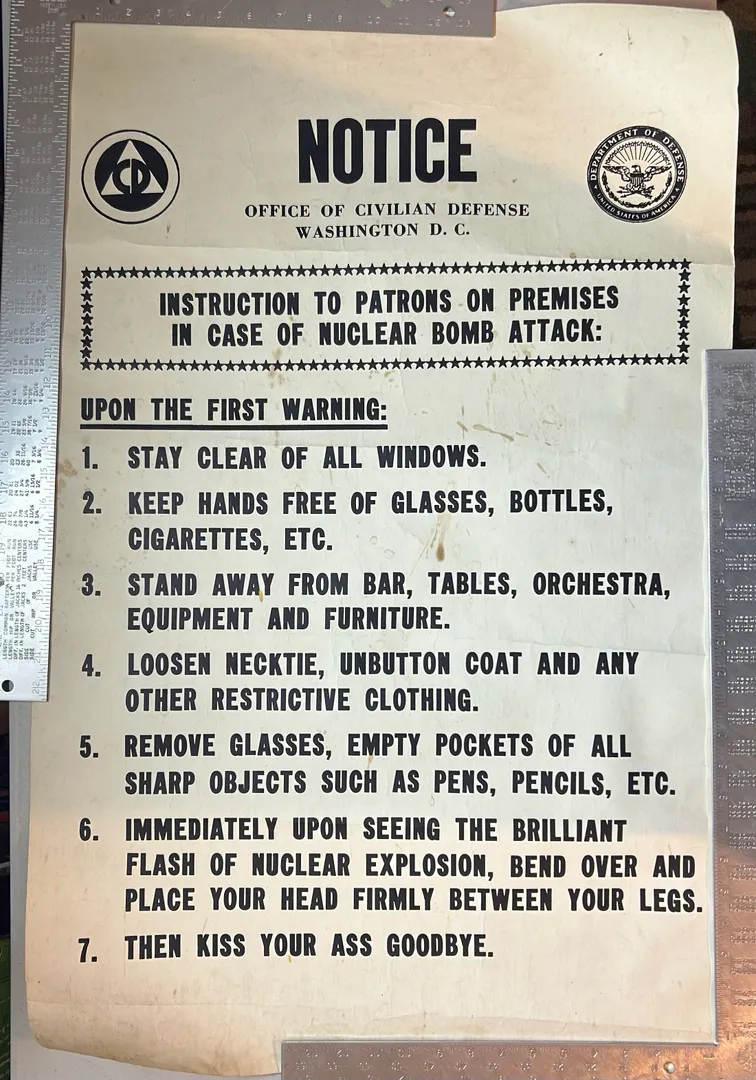 NOTICE
CD
DEPARTMENT OF DEFENSE
UNITED STATES OF AMERICA
OFFICE OF CIVILIAN DEFENSE
WASHINGTON D. C.
INSTRUCTION TO PATRONS ON PREMISES
IN CASE OF NUCLEAR BOMB ATTACK:
UPON THE FIRST WARNING:
1. STAY CLEAR OF ALL WINDOWS.
2. KEEP HANDS FREE OF GLASSES, BOTTLES,
CIGARETTES, ETC.
3. STAND AWAY FROM BAR, TABLES, ORCHESTRA,
EQUIPMENT AND FURNITURE.
4. LOOSEN NECKTIE, UNBUTTON COAT AND ANY
OTHER RESTRICTIVE CLOTHING.
5. REMOVE GLASSES, EMPTY POCKETS OF ALL
SHARP OBJECTS SUCH AS PENS, PENCILS, ETC.
6. IMMEDIATELY UPON SEEING THE BRILLIANT
FLASH OF NUCLEAR EXPLOSION, BEND OVER AND
PLACE YOUR HEAD FIRMLY BETWEEN YOUR LEGS.
7. THEN KISS YOUR ASS GOODBYE.